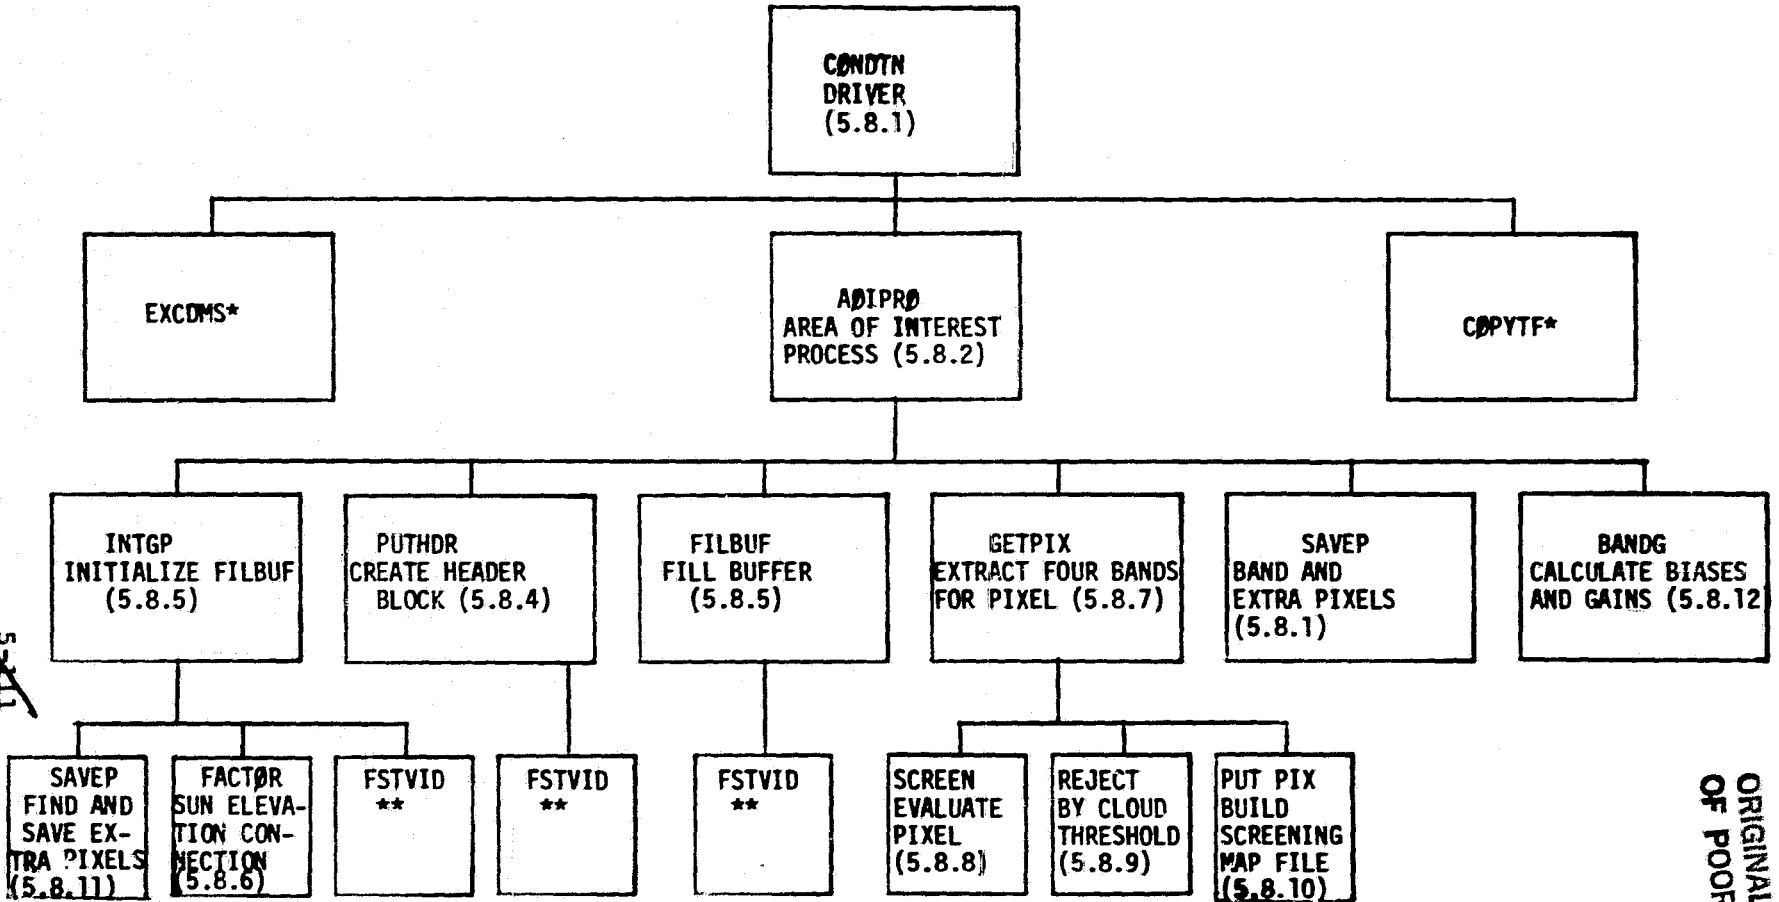 CØNDTN
DRIVER
(5.8.1)
EXCDMS*
AØIPRØ
AREA OF INTEREST
PROCESS (5.8.2)
CØPYTF*
INTGP
INITIALIZE FILBUF
(5.8.5)
PUTHDR
CREATE HEADER
BLOCK (5.8.4)
FILBUF
FILL BUFFER
(5.8.5)
GETPIX
EXTRACT FOUR BANDS
FOR PIXEL (5.8.7)
SAVEP
BAND AND
EXTRA PIXELS
(5.8.1)
BANDG
CALCULATE BIASES
AND GAINS (5.8.12
SAVEP
FIND AND
SAVE EX-
TRA PIXELS
(5.8.11)
FACTØR
SUN ELEVA-
TION CON-
NECTION
(5.8.6)
FSTVID
**
FSTVID
**
FSTVID
**
SCREEN
EVALUATE
PIXEL
(5.8.8)
REJECT
BY CLOUD
THRESHOLD
(5.8.9)
PUT PIX
BUILD
SCREENING
MAP FILE
(5.8.10)
ORIGINAL
OF POOR